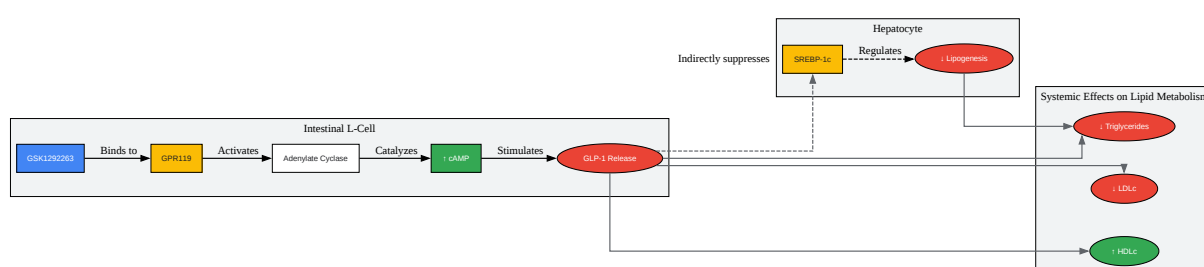 Hepatocyte
Indirectly suppresses
SREBP-1c
Regulates
↓ Lipogenesis
Systemic Effects on Lipid Metabolism
↓ Triglycerides
Intestinal L-Cell
GSK1292263
Binds to
GPR119
Activates
Adenylate Cyclase
Catalyzes
↑ cAMP
Stimulates
GLP-1 Release
↓ LDLc
↑ HDLc